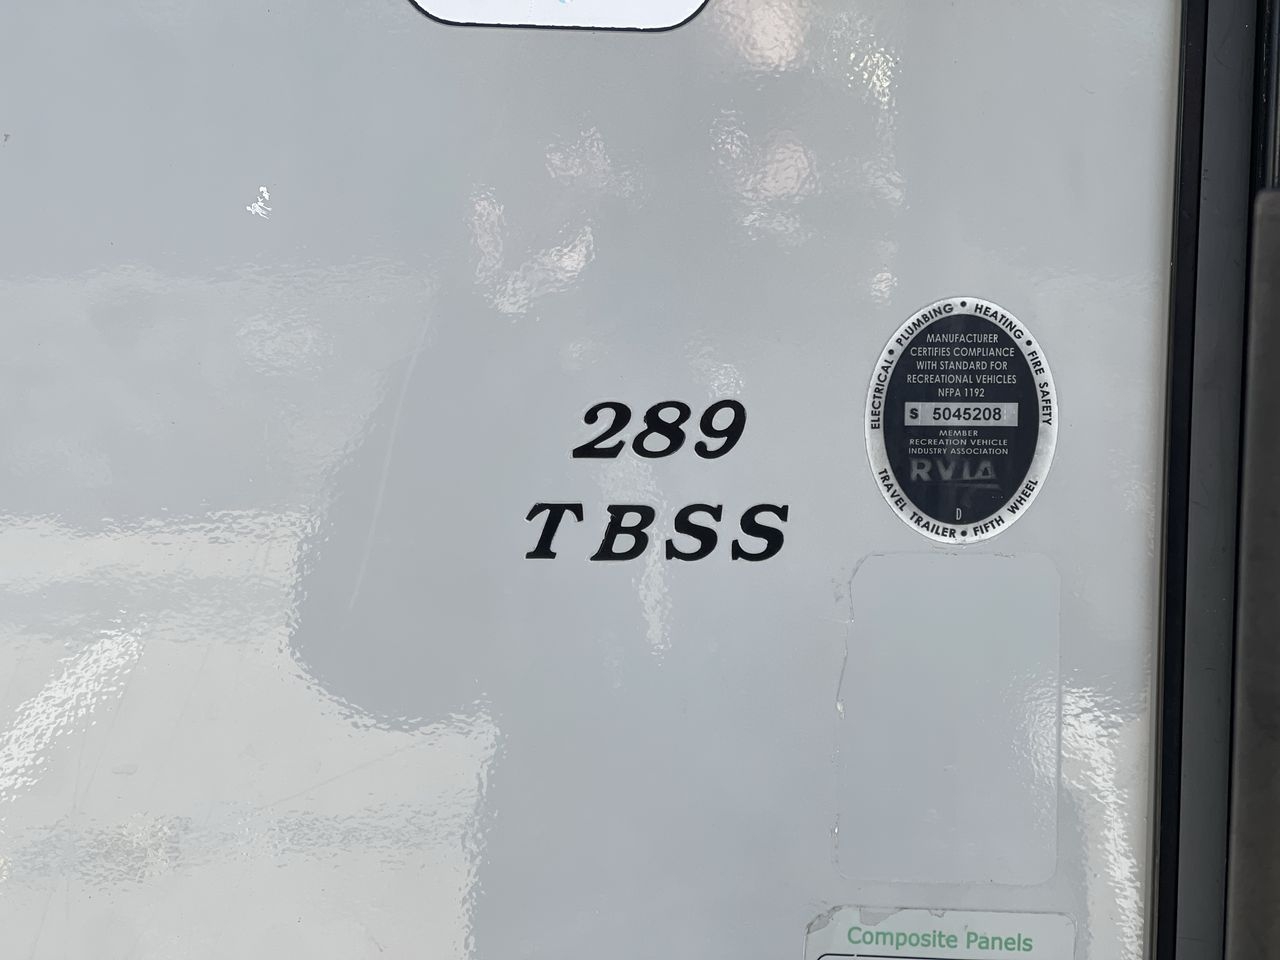 289
TBSS
ELECTRICAL • PLUMBING • HEATING • FIRE SAFETY
MANUFACTURER
CERTIFIES COMPLIANCE
WITH STANDARD FOR
RECREATIONAL VEHICLES
NFPA 1192
S 5045208
MEMBER
RECREATION VEHICLE
INDUSTRY ASSOCIATION
RVIA
D
TRAVEL TRAILER • FIFTH WHEEL
Composite Panels